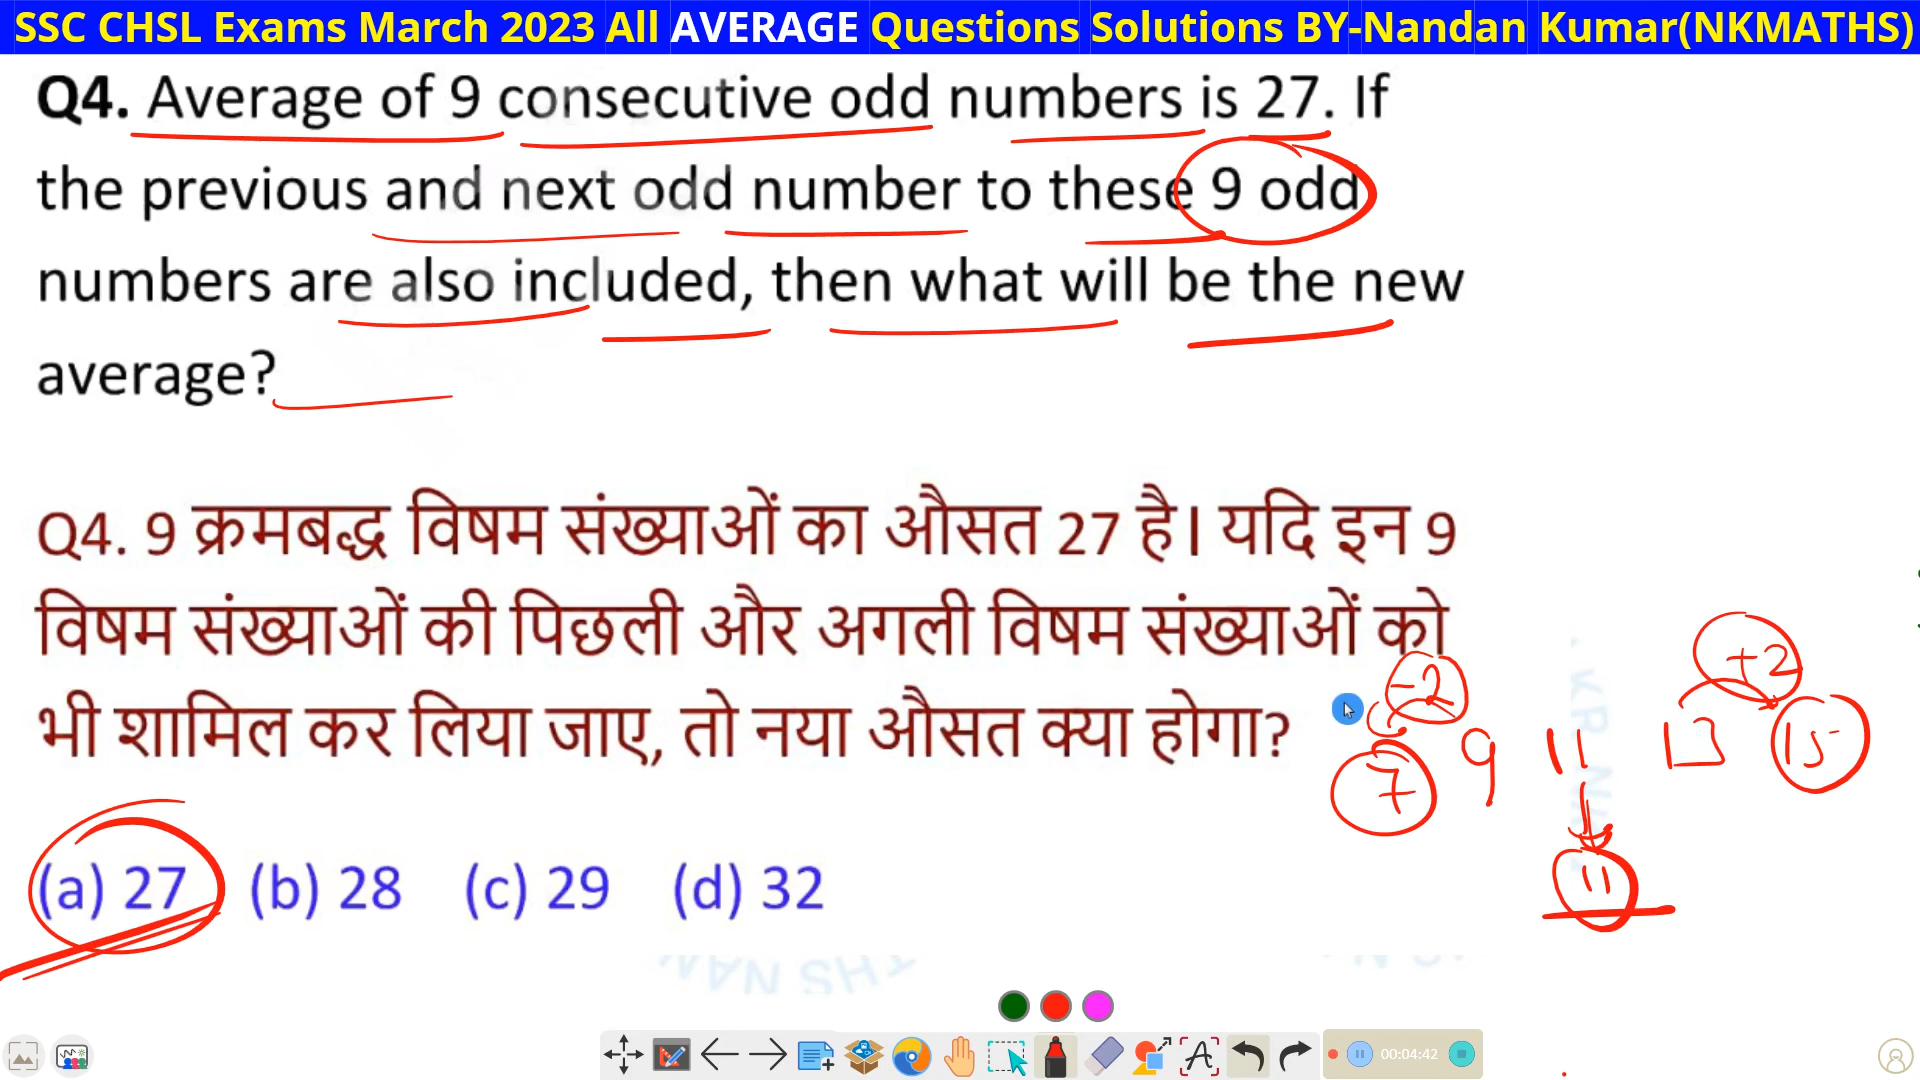 SSC CHSL Exams March 2023 All AVERAGE Questions Solutions BY-Nandan Kumar(NKMATHS)
Q4. Average of 9 consecutive odd numbers is 27. If
the previous and next odd number to these 9 odd
numbers are also included, then what will be the new
average?
Q4. 9 क्रमबद्ध विषम संख्याओं का औसत 27 है। यदि इन 9
विषम संख्याओं की पिछली और अगली विषम संख्याओं को
भी शामिल कर लिया जाए, तो नया औसत क्या होगा?
-2 +2
7 9 11 13 15
11
(a) 27 (b) 28 (c) 29 (d) 32
00:04:42